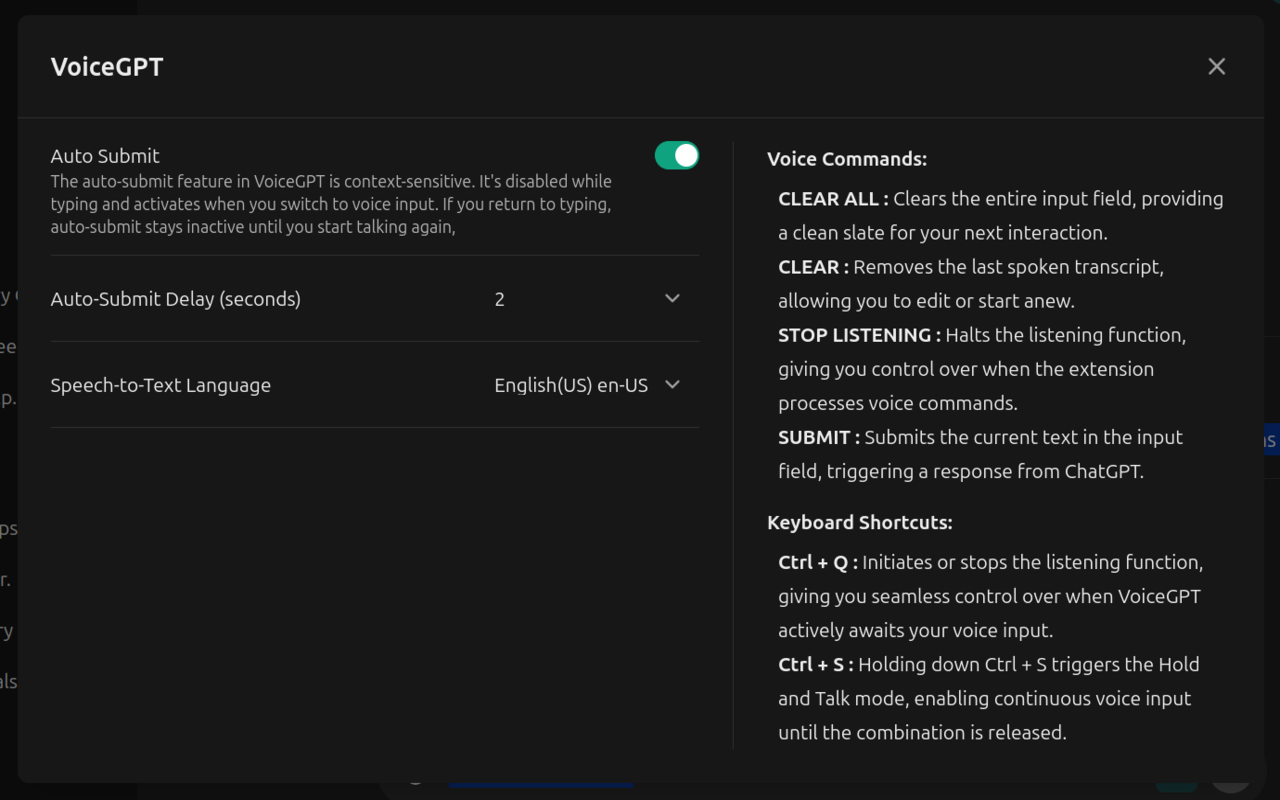 VoiceGPT
Auto Submit
The auto-submit feature in VoiceGPT is context-sensitive. It's disabled while
typing and activates when you switch to voice input. If you return to typing,
auto-submit stays inactive until you start talking again,
Auto-Submit Delay (seconds) 2
Speech-to-Text Language English(US) en-US
Voice Commands:
CLEAR ALL : Clears the entire input field, providing
a clean slate for your next interaction.
CLEAR : Removes the last spoken transcript,
allowing you to edit or start anew.
STOP LISTENING : Halts the listening function,
giving you control over when the extension
processes voice commands.
SUBMIT : Submits the current text in the input
field, triggering a response from ChatGPT.
Keyboard Shortcuts:
Ctrl + Q : Initiates or stops the listening function,
giving you seamless control over when VoiceGPT
actively awaits your voice input.
Ctrl + S : Holding down Ctrl + S triggers the Hold
and Talk mode, enabling continuous voice input
until the combination is released.